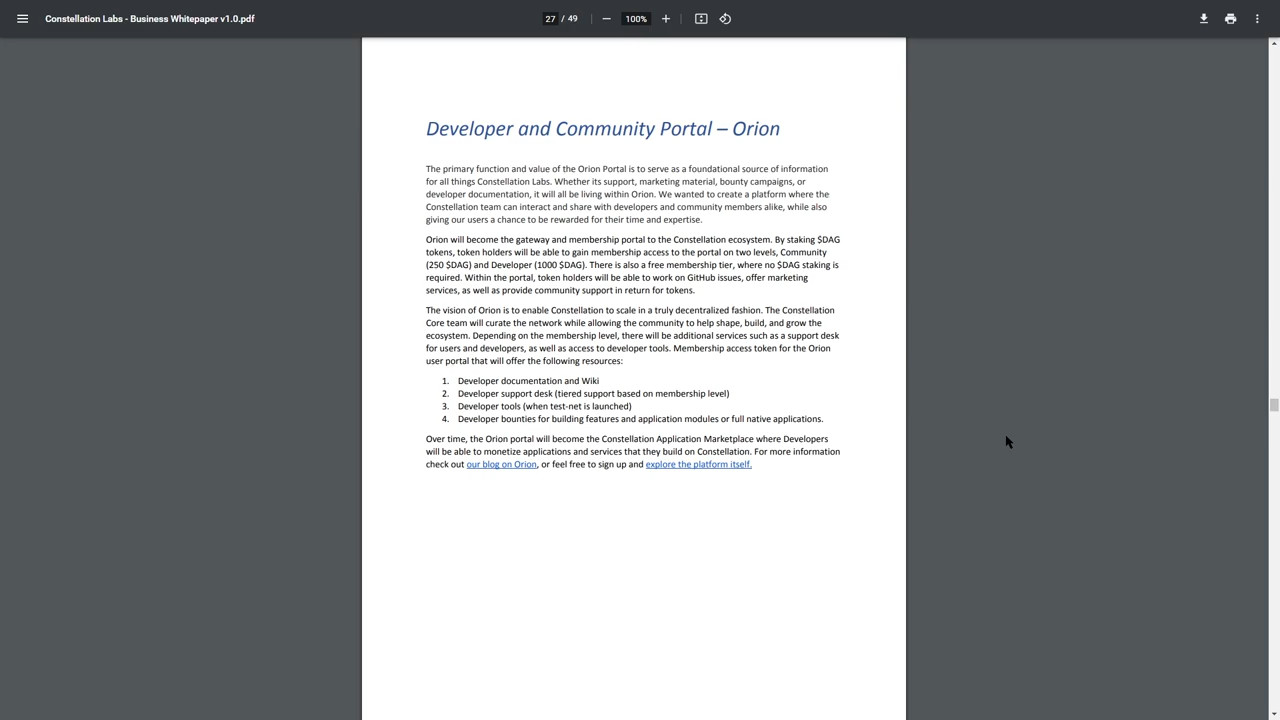 Constellation Labs - Business Whitepaper v1.0.pdf
27 / 49
100%
Developer and Community Portal – Orion
The primary function and value of the Orion Portal is to serve as a foundational source of information
for all things Constellation Labs. Whether its support, marketing material, bounty campaigns, or
developer documentation, it will all be living within Orion. We wanted to create a platform where the
Constellation team can interact and share with developers and community members alike, while also
giving our users a chance to be rewarded for their time and expertise.
Orion will become the gateway and membership portal to the Constellation ecosystem. By staking $DAG
tokens, token holders will be able to gain membership access to the portal on two levels, Community
(250 $DAG) and Developer (1000 $DAG). There is also a free membership tier, where no $DAG staking is
required. Within the portal, token holders will be able to work on GitHub issues, offer marketing
services, as well as provide community support in return for tokens.
The vision of Orion is to enable Constellation to scale in a truly decentralized fashion. The Constellation
Core team will curate the network while allowing the community to help shape, build, and grow the
ecosystem. Depending on the membership level, there will be additional services such as a support desk
for users and developers, as well as access to developer tools. Membership access token for the Orion
user portal that will offer the following resources:
1. Developer documentation and Wiki
2. Developer support desk (tiered support based on membership level)
3. Developer tools (when test-net is launched)
4. Developer bounties for building features and application modules or full native applications.
Over time, the Orion portal will become the Constellation Application Marketplace where Developers
will be able to monetize applications and services that they build on Constellation. For more information
check out our blog on Orion, or feel free to sign up and explore the platform itself.